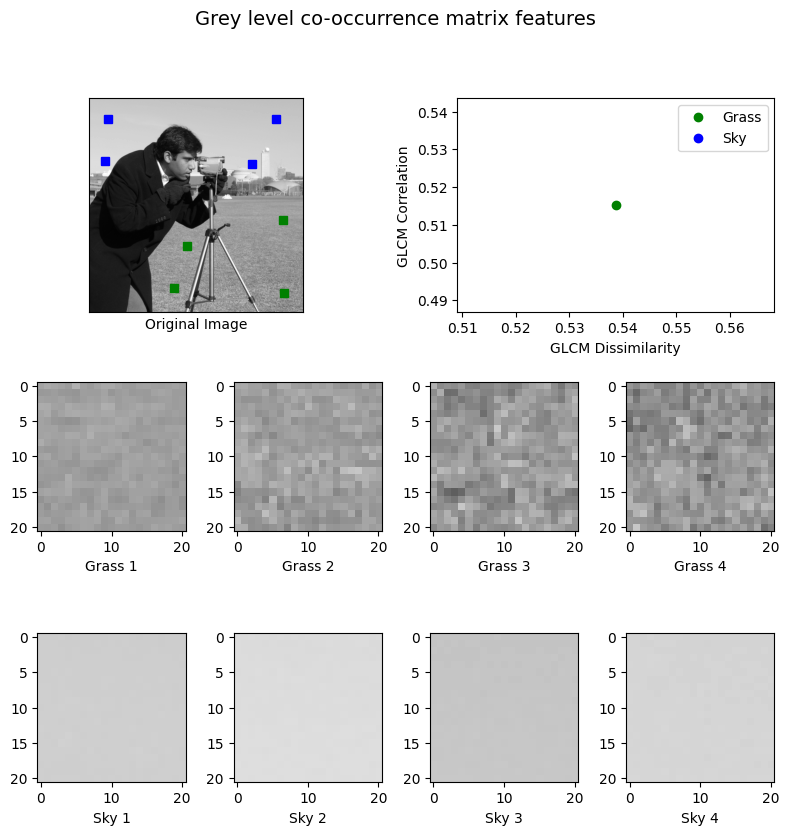 Grey level co-occurrence matrix features
Original Image
0.54
0.53
0.52
0.51
0.50
0.49
GLCM Correlation
Grass
Sky
0.51 0.52 0.53 0.54 0.55 0.56
GLCM Dissimilarity
0
5
10
15
20
0 10 20
Grass 1
0
5
10
15
20
0 10 20
Grass 2
0
5
10
15
20
0 10 20
Grass 3
0
5
10
15
20
0 10 20
Grass 4
0
5
10
15
20
0 10 20
Sky 1
0
5
10
15
20
0 10 20
Sky 2
0
5
10
15
20
0 10 20
Sky 3
0
5
10
15
20
0 10 20
Sky 4